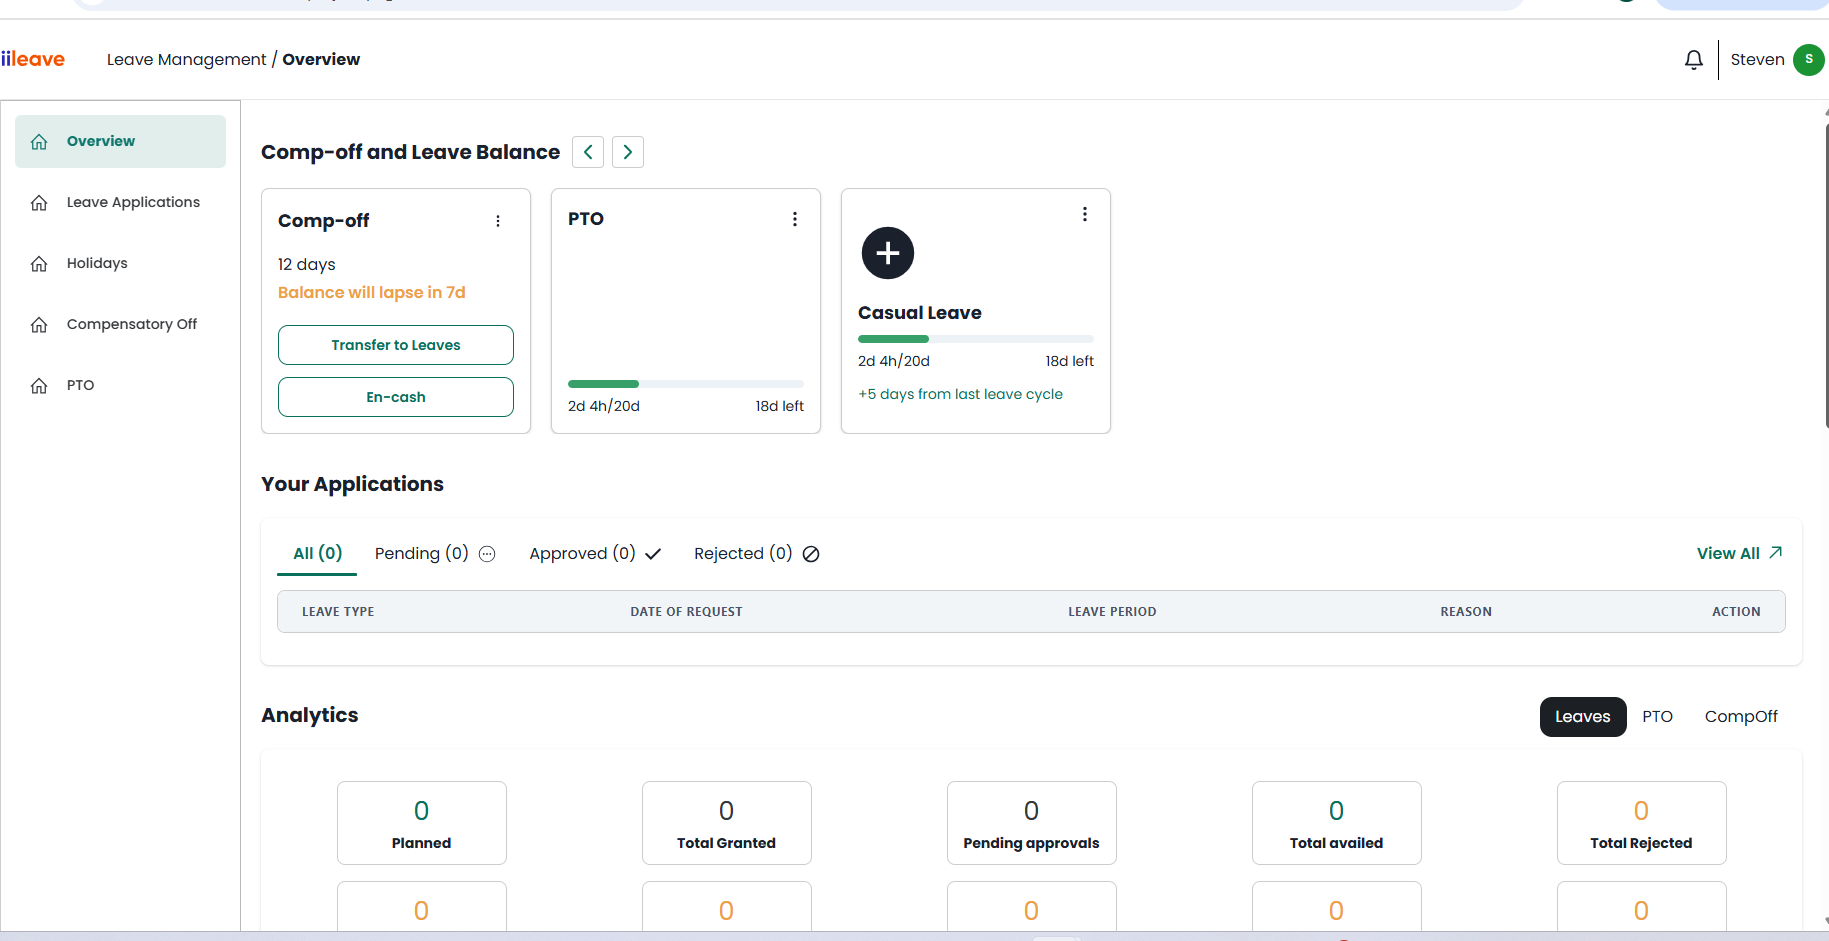 iileave
Leave Management / Overview
Steven
S
Overview
Leave Applications
Holidays
Compensatory Off
PTO
Comp-off and Leave Balance
Comp-off
12 days
Balance will lapse in 7d
Transfer to Leaves
En-cash
PTO
2d 4h/20d
18d left
Casual Leave
2d 4h/20d
18d left
+5 days from last leave cycle
Your Applications
All (0)
Pending (0)
Approved (0)
Rejected (0)
View All
LEAVE TYPE
DATE OF REQUEST
LEAVE PERIOD
REASON
ACTION
Analytics
Leaves
PTO
CompOff
0
Planned
0
Total Granted
0
Pending approvals
0
Total availed
0
Total Rejected
0
0
0
0
0